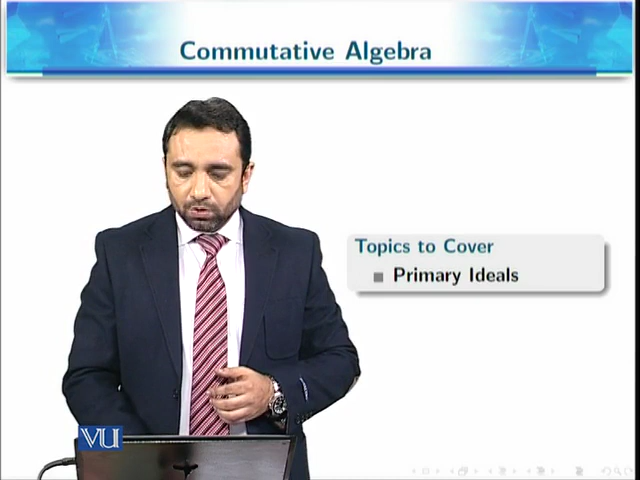 Commutative Algebra
Topics to Cover
Primary Ideals
VU